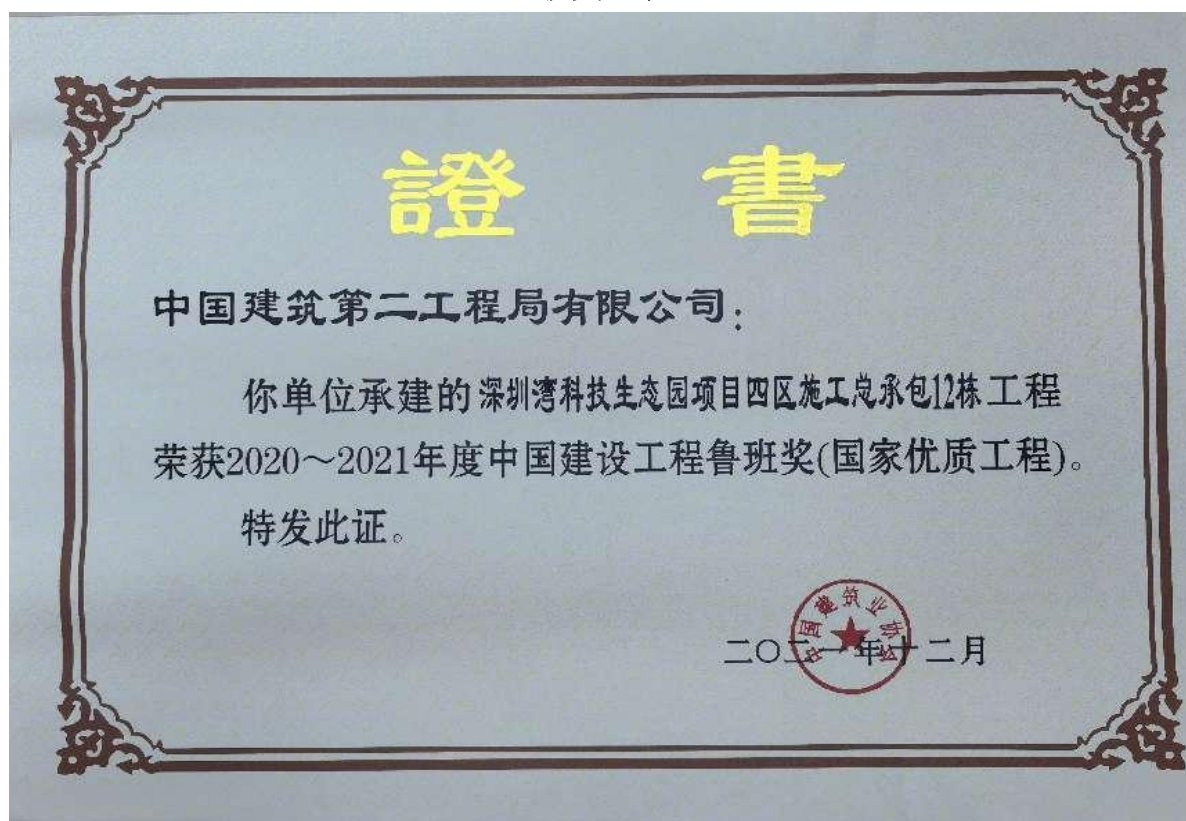 證書
中国建筑第二工程局有限公司：
你单位承建的深圳湾科技生态园项目四区施工总承包12栋工程
荣获2020～2021年度中国建设工程鲁班奖(国家优质工程)。
特发此证。
中国建筑业协会
二〇二一年十二月